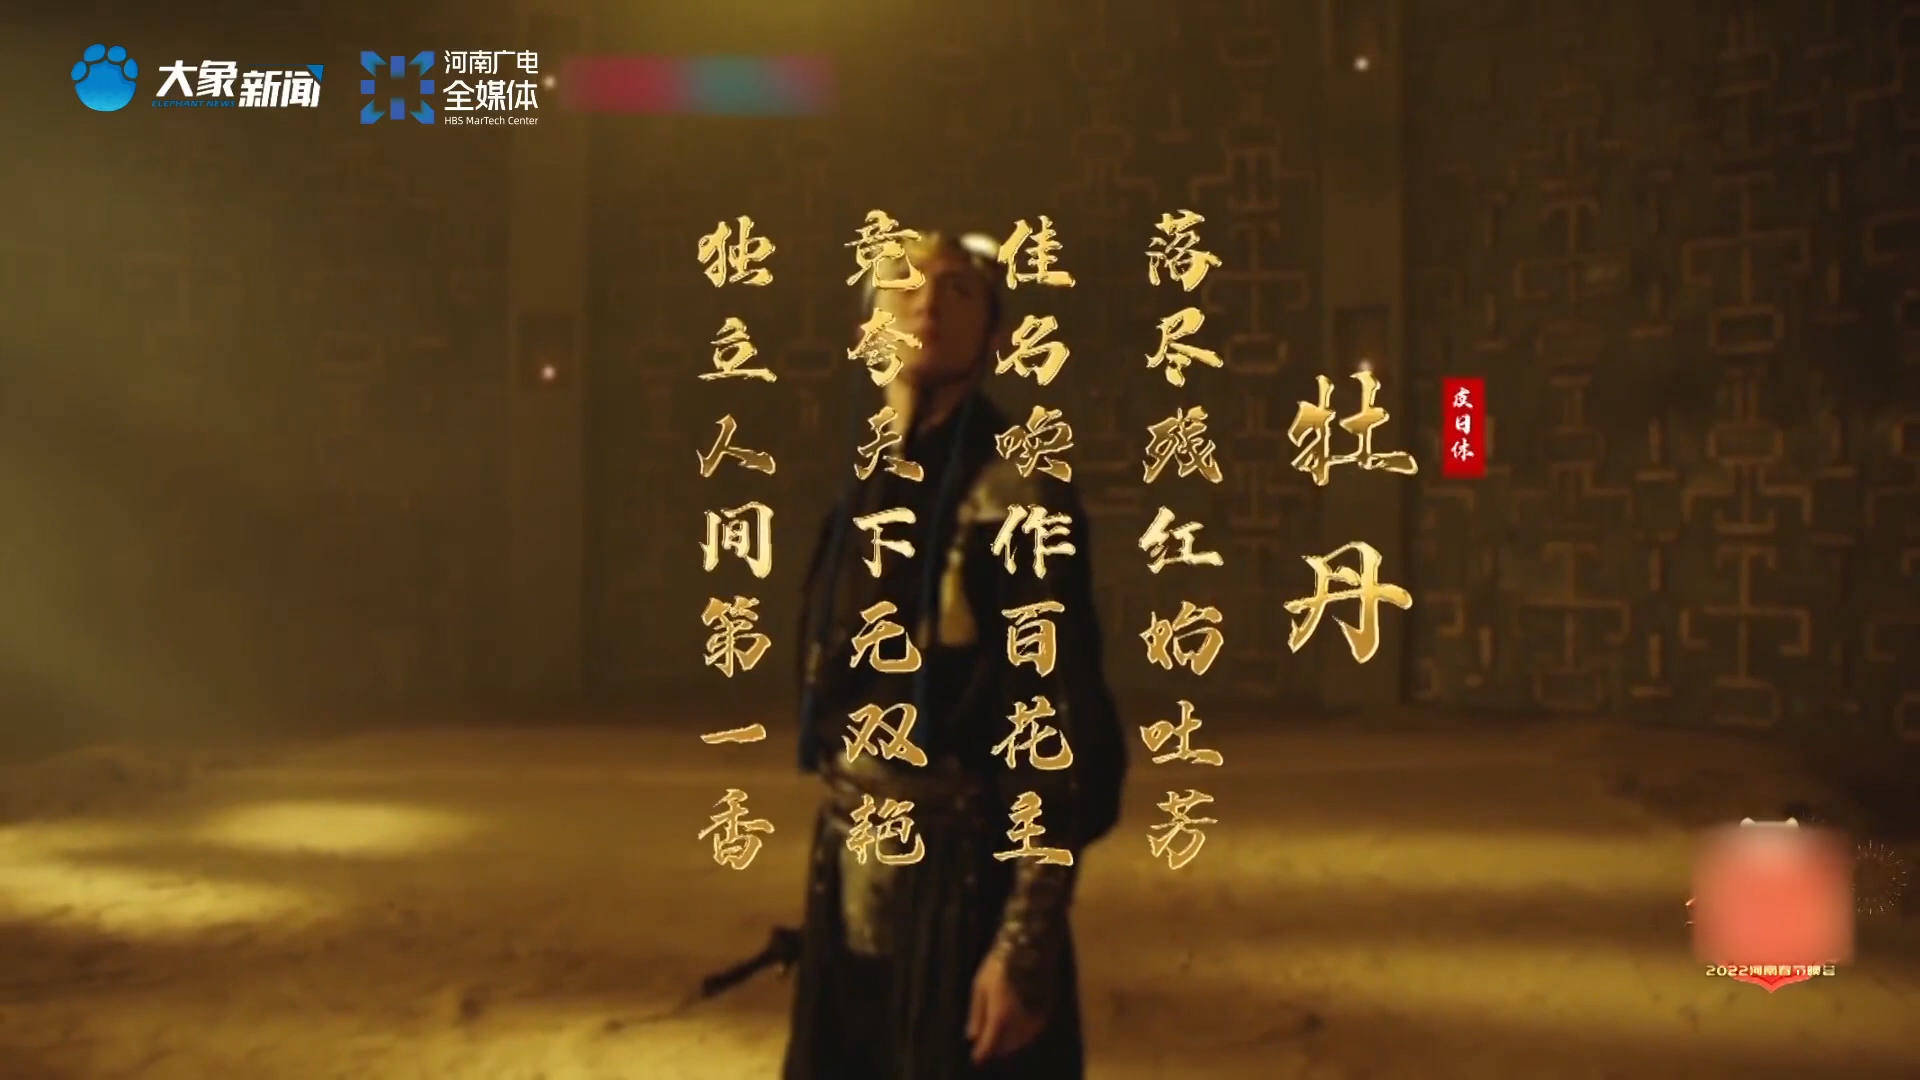 大象新闻
ELEPHANT NEWS
河南广电
全媒体
HBS MarTech Center
皮日休
牡丹
落尽残红始吐芳
佳名唤作百花主
竞夸天下无双艳
独立人间第一香
2022河南春节晚会